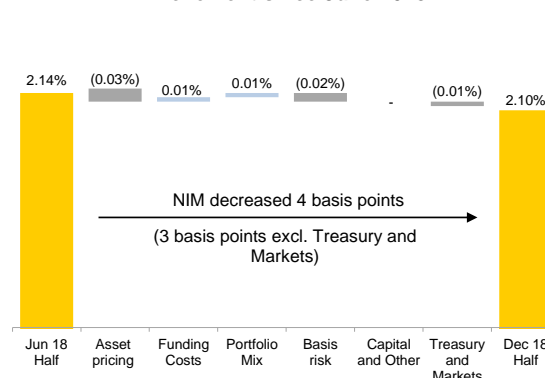 2.14%
(0.03%)
0.01%
0.01%
(0.02%)
-
(0.01%)
2.10%
NIM decreased 4 basis points
(3 basis points excl. Treasury and
Markets)
Jun 18
Half
Asset
pricing
Funding
Costs
Portfolio
Mix
Basis
risk
Capital
and Other
Treasury
and
Markets
Dec 18
Half